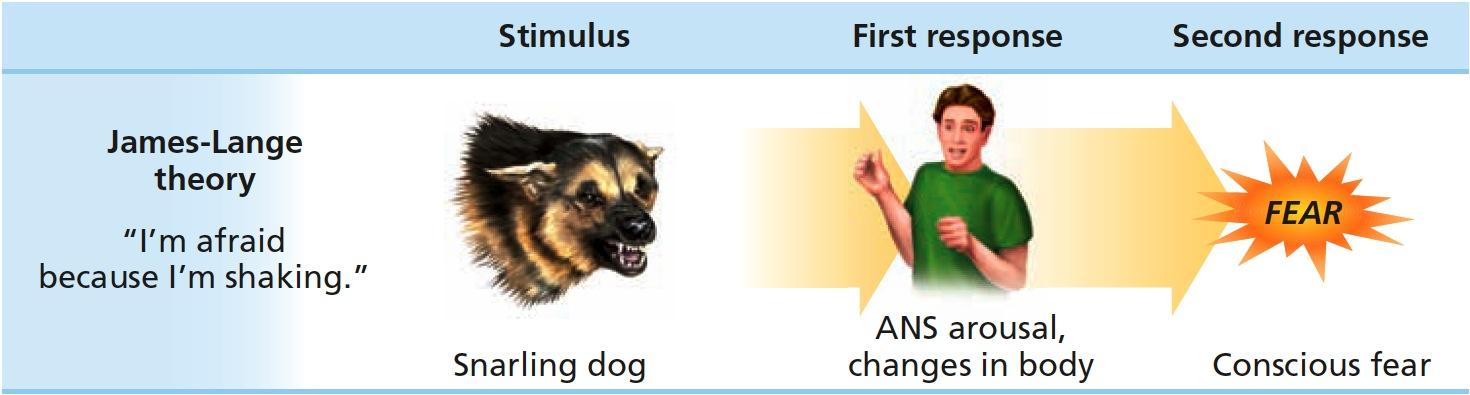 Stimulus
First response
Second response
James-Lange
theory
“I’m afraid
because I’m shaking.”
FEAR
Snarling dog
ANS arousal,
changes in body
Conscious fear